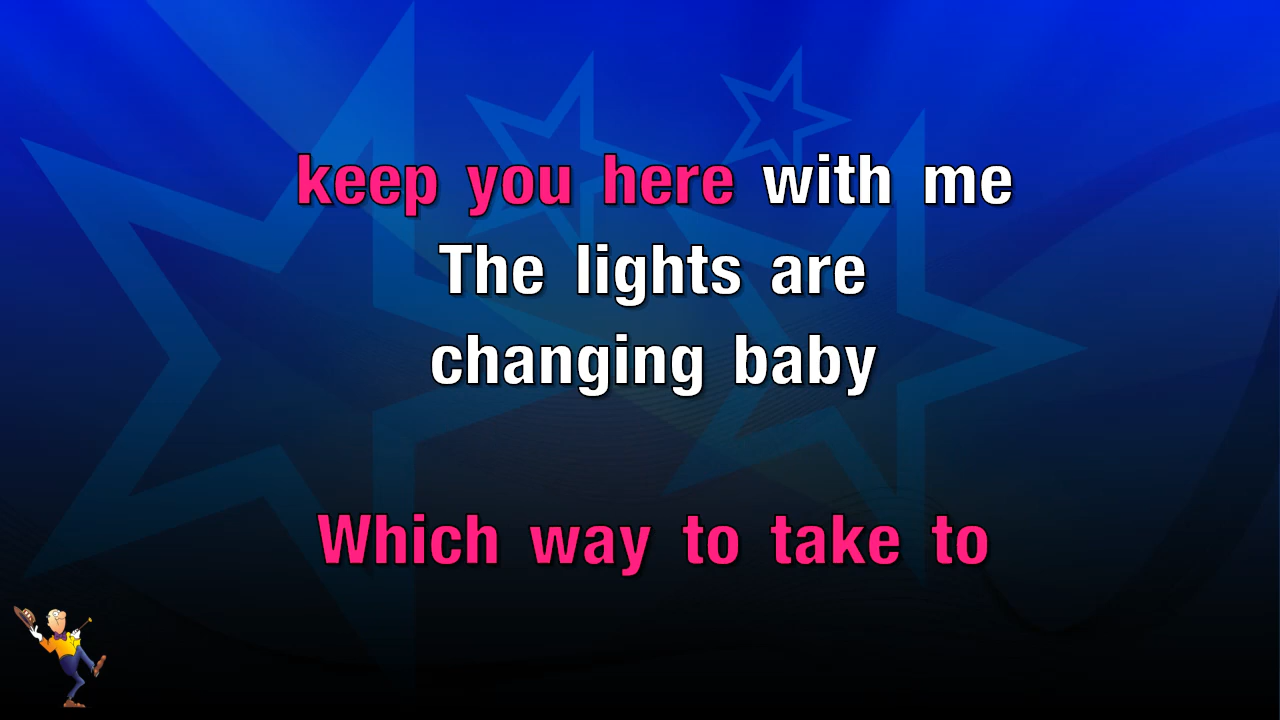 keep you here with me
The lights are
changing baby
Which way to take to